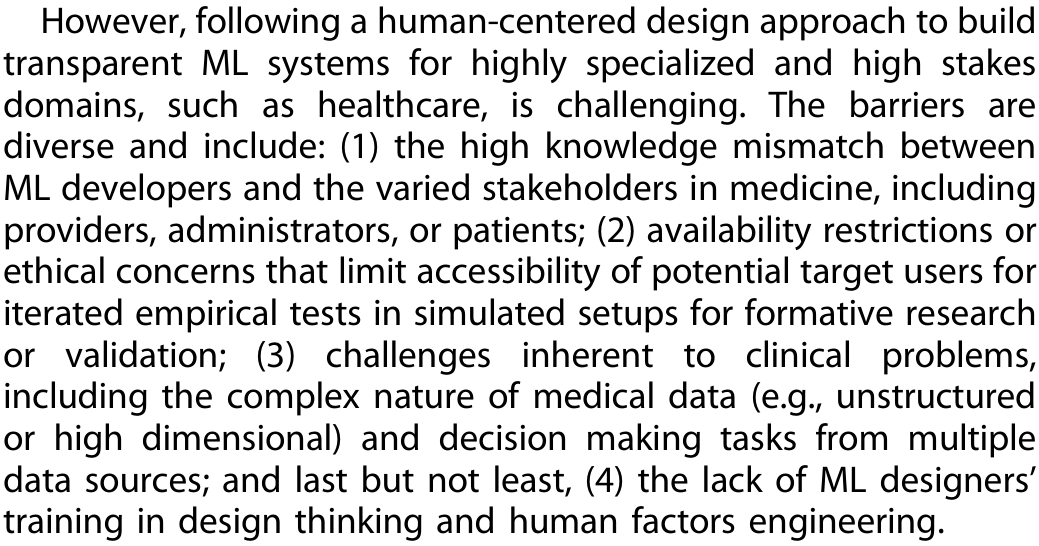 However, following a human-centered design approach to build
transparent ML systems for highly specialized and high stakes
domains, such as healthcare, is challenging. The barriers are
diverse and include: (1) the high knowledge mismatch between
ML developers and the varied stakeholders in medicine, including
providers, administrators, or patients; (2) availability restrictions or
ethical concerns that limit accessibility of potential target users for
iterated empirical tests in simulated setups for formative research
or validation; (3) challenges inherent to clinical problems,
including the complex nature of medical data (e.g., unstructured
or high dimensional) and decision making tasks from multiple
data sources; and last but not least, (4) the lack of ML designers’
training in design thinking and human factors engineering.